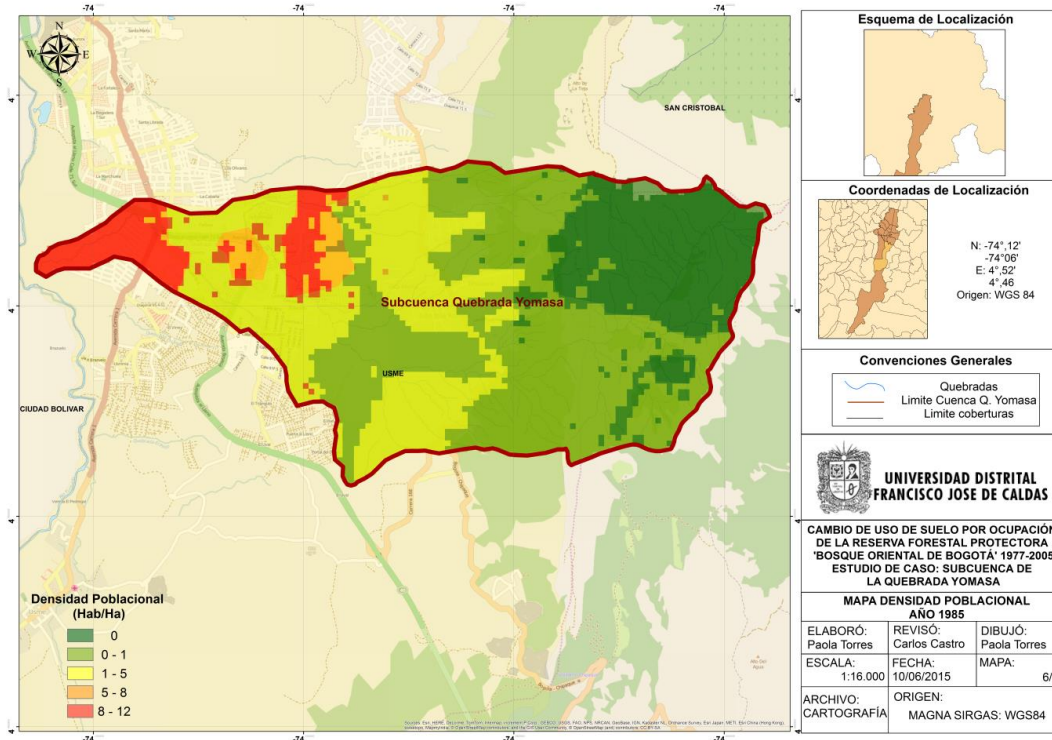 -74
-74
-74
-74
4
4
4
4
N
W
E
S
SAN CRISTOBAL
Subcuenca Quebrada Yomasa
USME
CIUDAD BOLIVAR
Densidad Poblacional
(Hab/Ha)
0
0 - 1
1 - 5
5 - 8
8 - 12
-74
-74
-74
-74
Esquema de Localización
Coordenadas de Localización
N: -74°,12'
-74°06'
E: 4°,52'
4°,46
Origen: WGS 84
Convenciones Generales
Quebradas
Limite Cuenca Q. Yomasa
Limite coberturas
UNIVERSIDAD DISTRITAL
FRANCISCO JOSE DE CALDAS
CAMBIO DE USO DE SUELO POR OCUPACIÓN
DE LA RESERVA FORESTAL PROTECTORA
'BOSQUE ORIENTAL DE BOGOTÁ' 1977-2005
ESTUDIO DE CASO: SUBCUENCA DE
LA QUEBRADA YOMASA
MAPA DENSIDAD POBLACIONAL
AÑO 1985
ELABORÓ:
Paola Torres
REVISÓ:
Carlos Castro
DIBUJÓ:
Paola Torres
ESCALA:
1:16.000
FECHA:
10/06/2015
MAPA:
6/
ARCHIVO:
CARTOGRAFÍA
ORIGEN:
MAGNA SIRGAS: WGS84